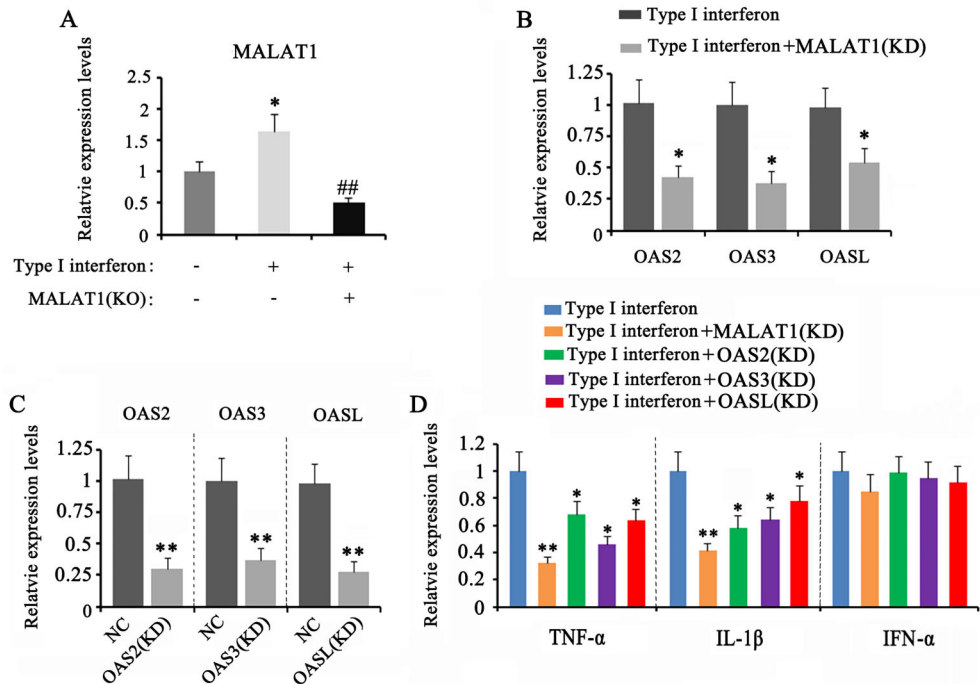 A
MALAT1
Relatvie expression levels
2.5
2
1.5
1
0.5
0
*
##
Type I interferon: - + +
MALAT1(KO): - - +
B
Type I interferon
Type I interferon+MALAT1(KD)
Relatvie expression levels
1.25
1
0.75
0.5
0.25
0
* * *
OAS2 OAS3 OASL
C
OAS2 OAS3 OASL
Relatvie expression levels
1.25
1
0.75
0.5
0.25
0
** ** **
NC OAS2(KD) NC OAS3(KD) NC OASL(KD)
Type I interferon
Type I interferon+MALAT1(KD)
Type I interferon+OAS2(KD)
Type I interferon+OAS3(KD)
Type I interferon+OASL(KD)
D
Relatvie expression levels
1.2
1
0.8
0.6
0.4
0.2
0
** * * * ** * * *
TNF-α IL-1β IFN-α